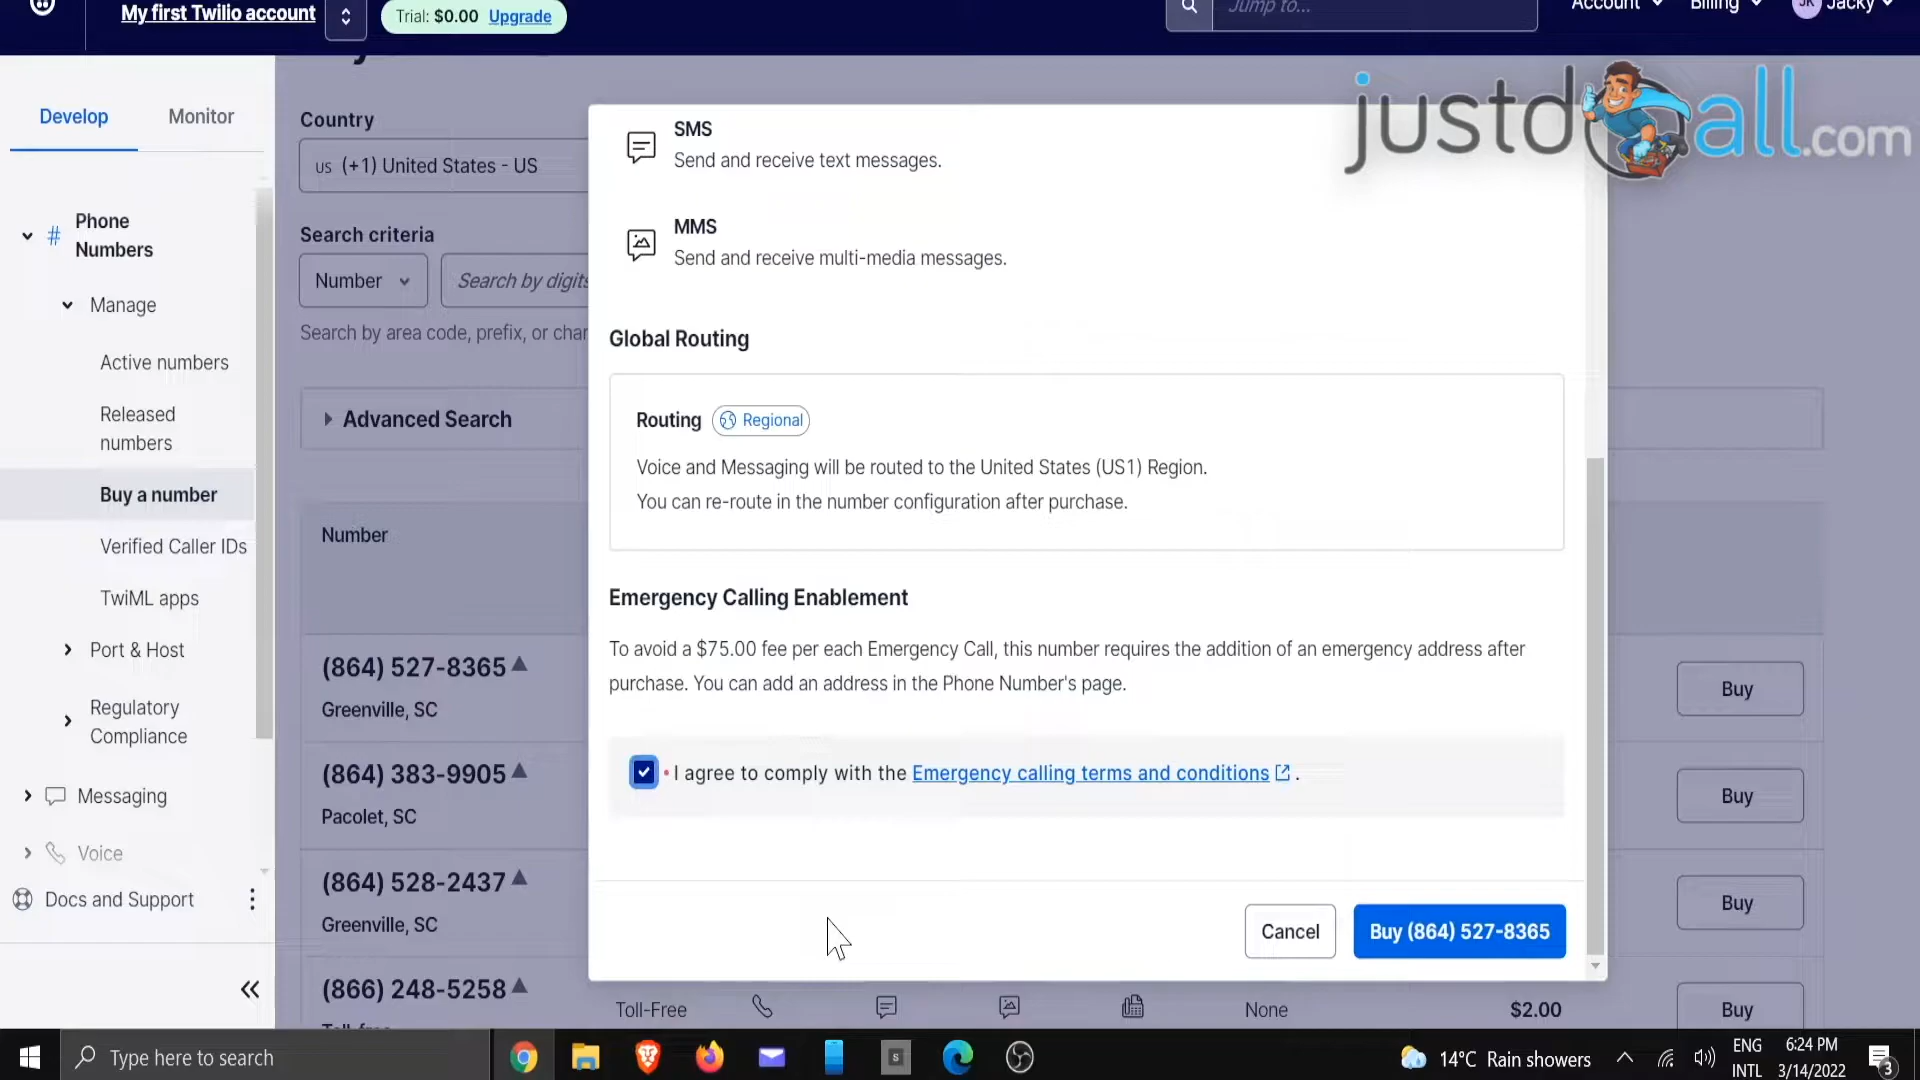 My first Twilio account
Trial: $0.00 Upgrade
Jump to...
Account
Billing
JK
Jacky
justd all.com
Develop
Monitor
# Phone Numbers
Manage
Active numbers
Released numbers
Buy a number
Verified Caller IDs
TwiML apps
Port & Host
Regulatory Compliance
Messaging
Voice
Docs and Support
Country
US (+1) United States - US
Search criteria
Number
Search by digits
Search by area code, prefix, or char
Advanced Search
Number
(864) 527-8365
Greenville, SC
(864) 383-9905
Pacolet, SC
(864) 528-2437
Greenville, SC
(866) 248-5258
Toll-free
Toll-Free
None
$2.00
Buy
Buy
Buy
Buy
SMS
Send and receive text messages.
MMS
Send and receive multi-media messages.
Global Routing
Routing Regional
Voice and Messaging will be routed to the United States (US1) Region.
You can re-route in the number configuration after purchase.
Emergency Calling Enablement
To avoid a $75.00 fee per each Emergency Call, this number requires the addition of an emergency address after
purchase. You can add an address in the Phone Number's page.
• I agree to comply with the Emergency calling terms and conditions .
Cancel
Buy (864) 527-8365
Type here to search
S
14°C Rain showers
ENG
INTL
6:24 PM
3/14/2022
3